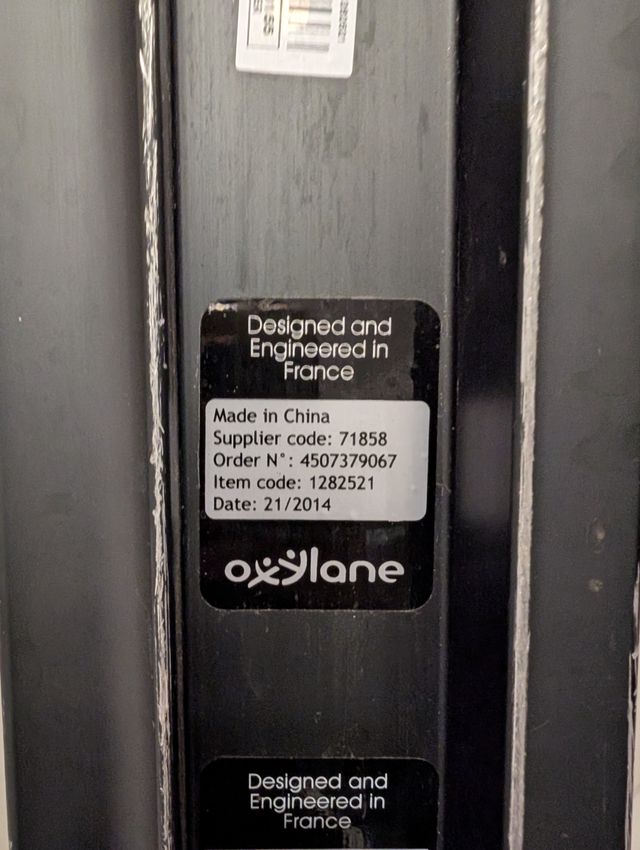 Designed and
Engineered in
France
Made in China
Supplier code: 71858
Order N°: 4507379067
Item code: 1282521
Date: 21/2014
oxylane
Designed and
Engineered in
France